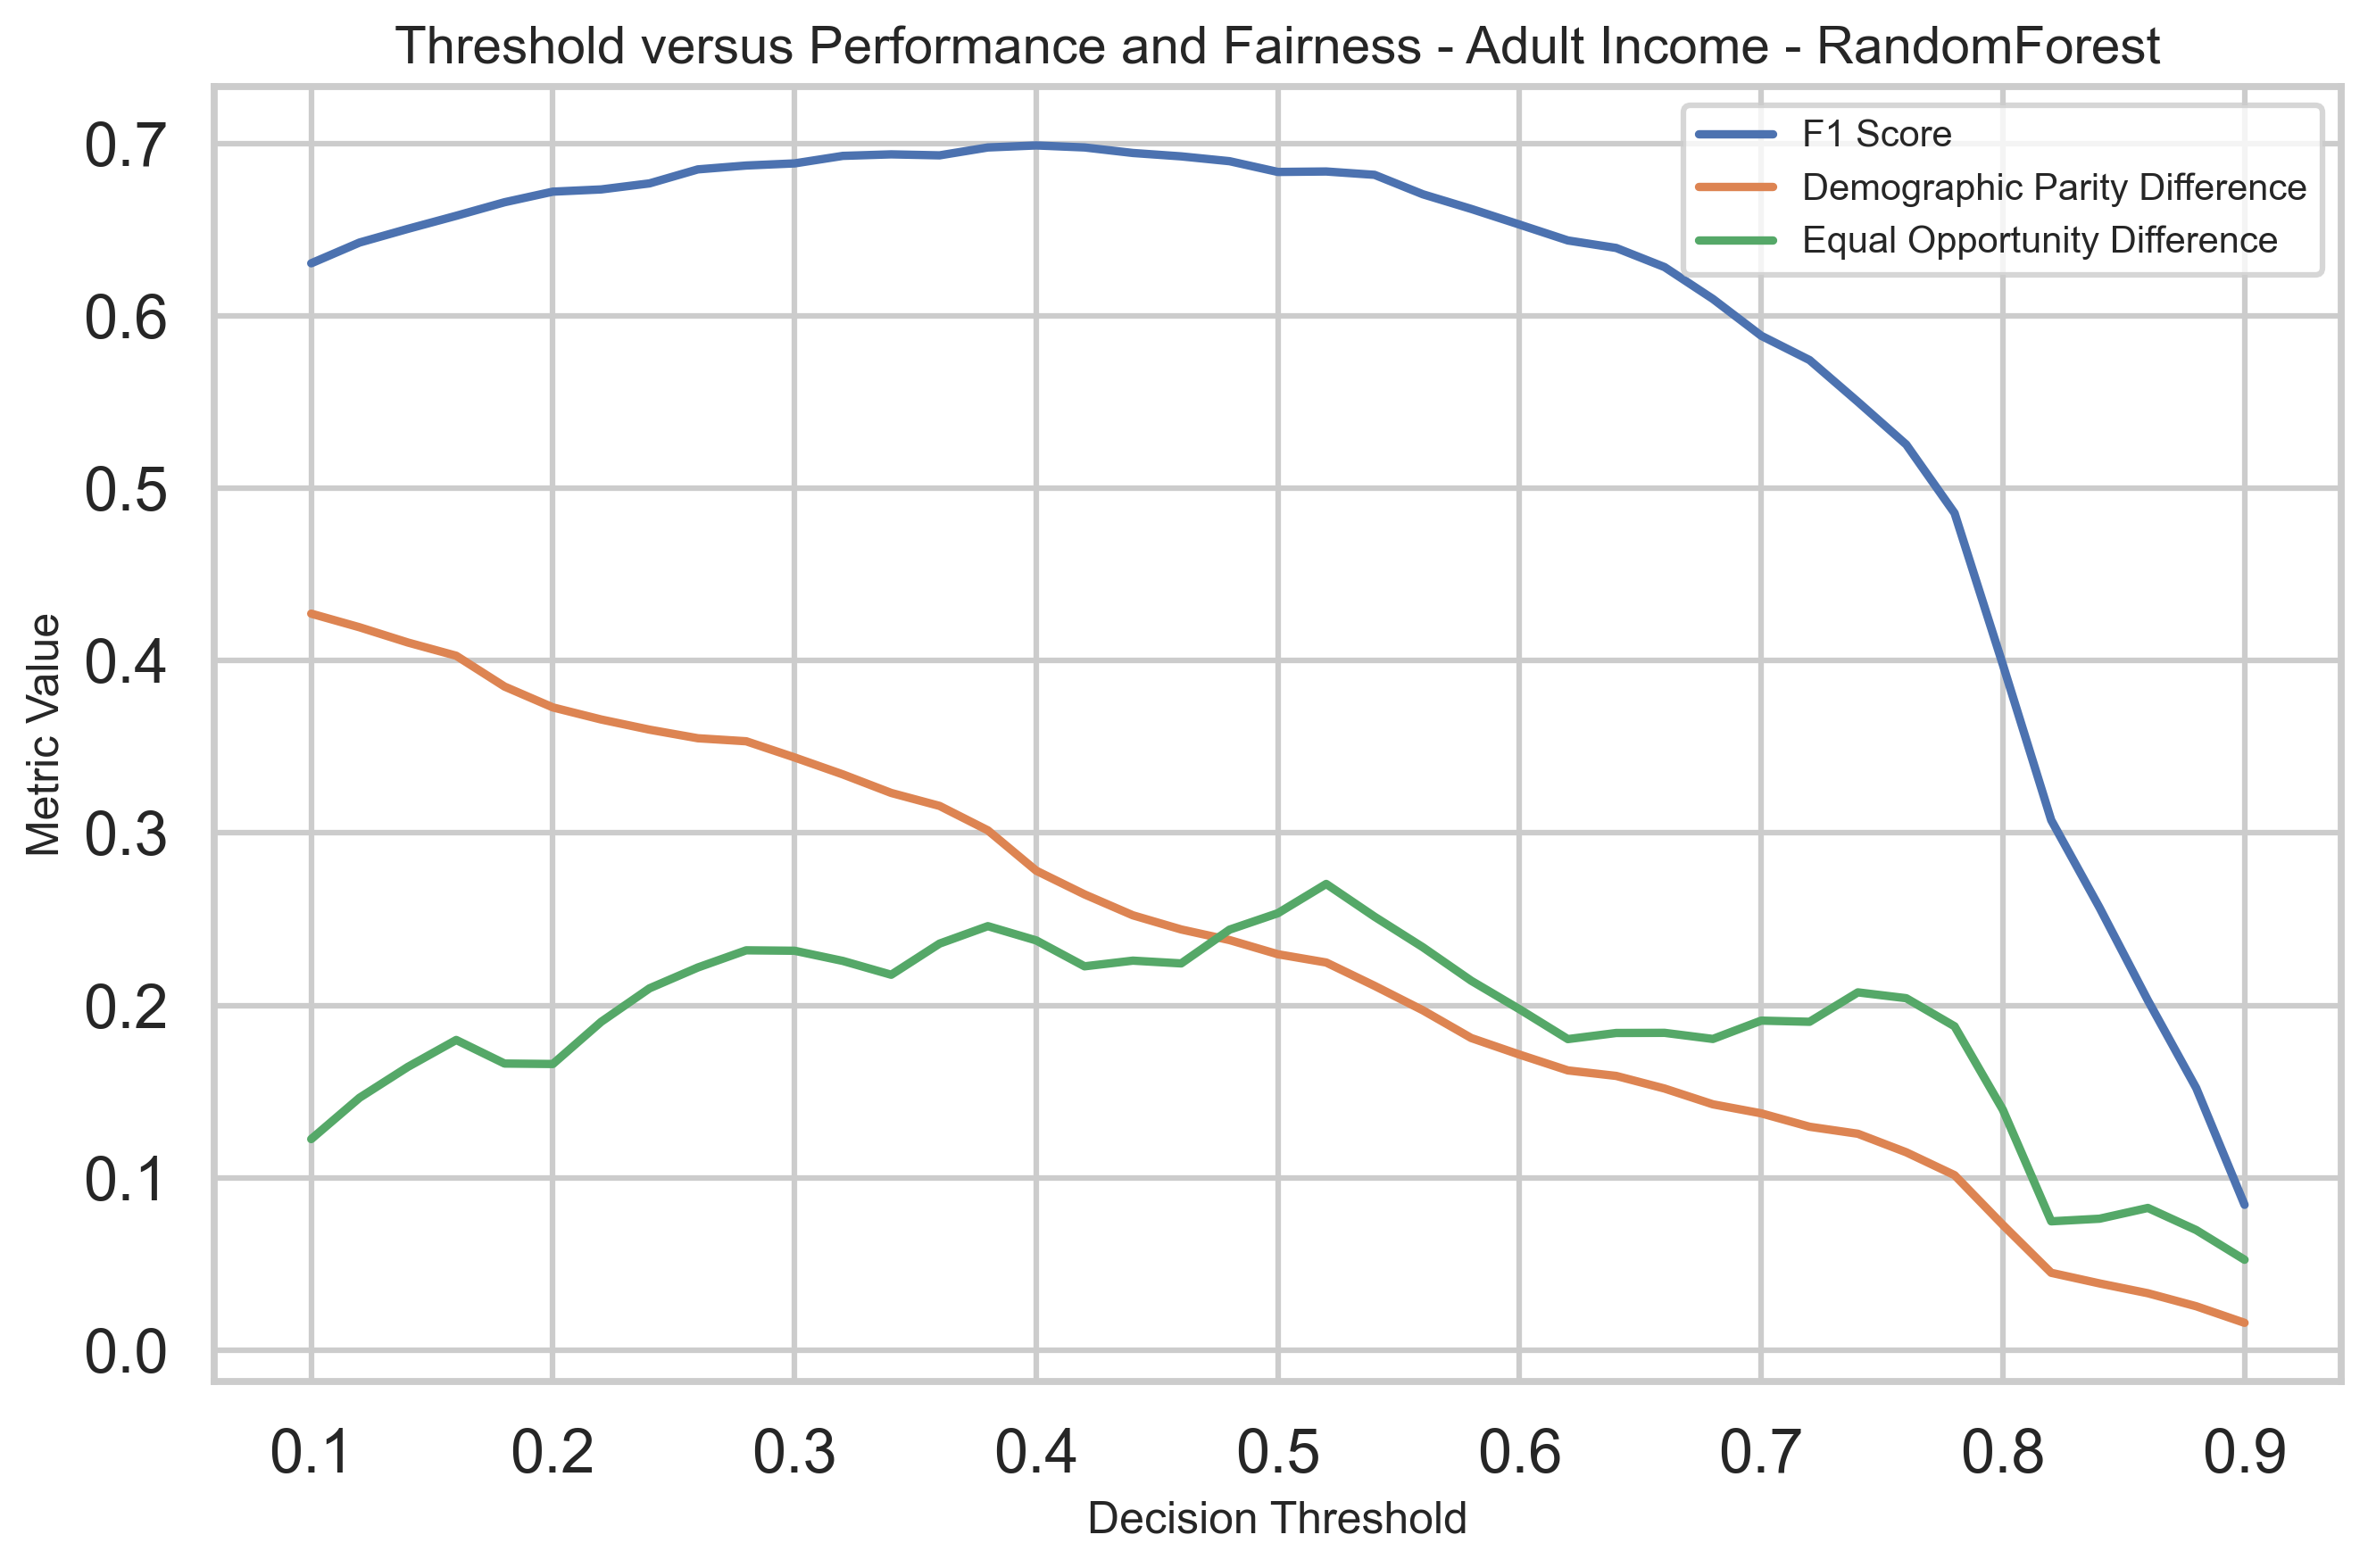 Threshold versus Performance and Fairness - Adult Income - RandomForest
F1 Score
Demographic Parity Difference
Equal Opportunity Difference
Metric Value
0.7
0.6
0.5
0.4
0.3
0.2
0.1
0.0
0.1 0.2 0.3 0.4 0.5 0.6 0.7 0.8 0.9
Decision Threshold